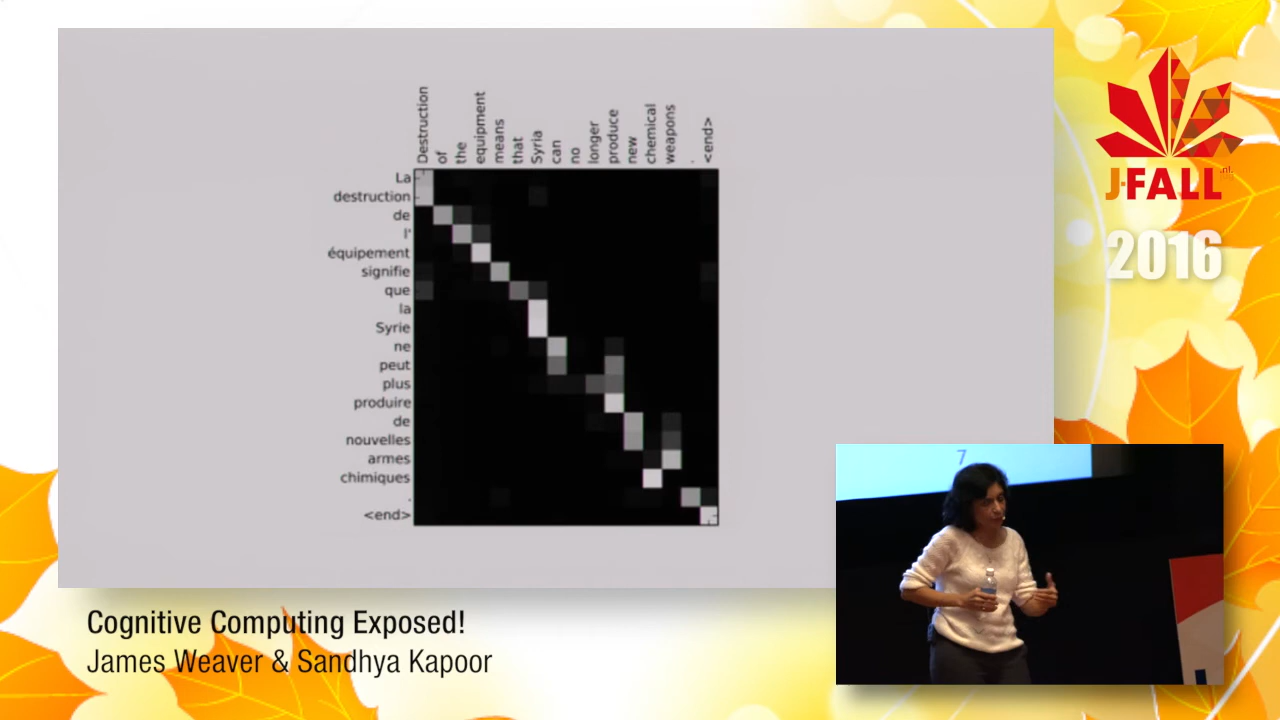 Destruction
of
the
equipment
means
that
Syria
can
no
longer
produce
new
chemical
weapons
.
<end>
La
destruction
de
l'
équipement
signifie
que
la
Syrie
ne
peut
plus
produire
de
nouvelles
armes
chimiques
.
<end>
J-FALL
.nl
2016
7
Cognitive Computing Exposed!
James Weaver & Sandhya Kapoor